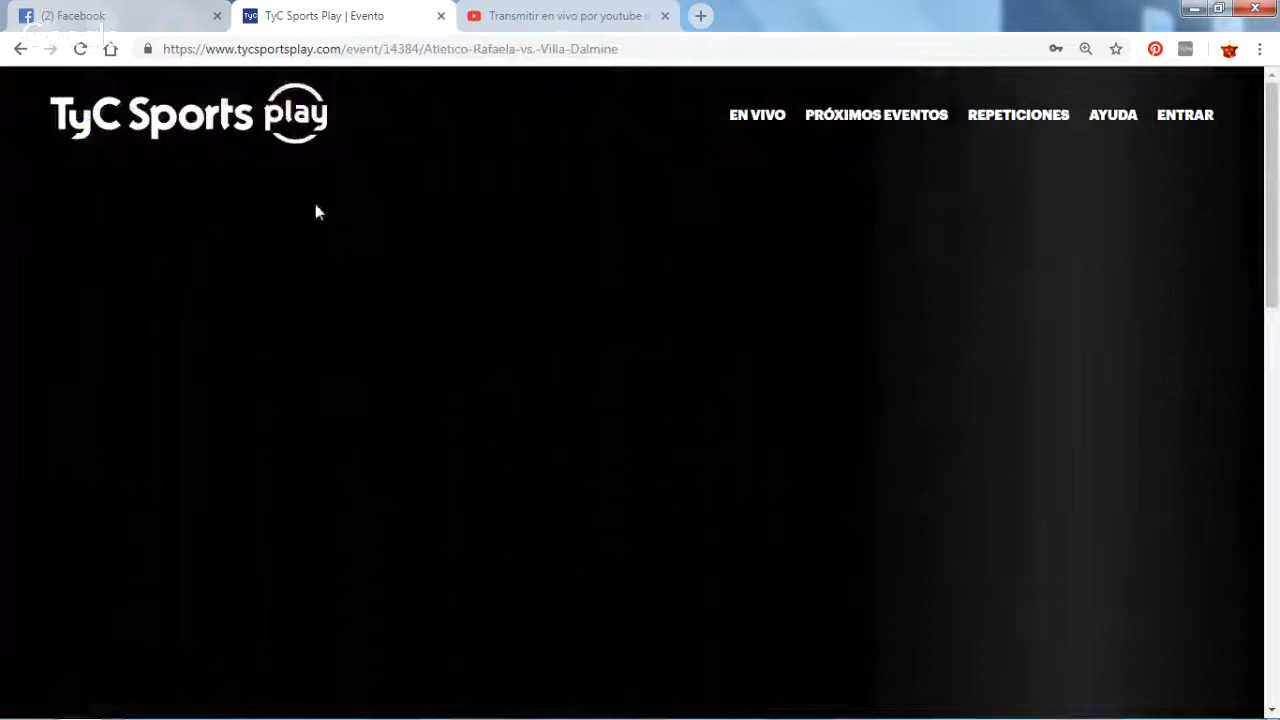 (2) Facebook
TyC TyC Sports Play | Evento
Transmitir en vivo por youtube
https://www.tycsportsplay.com/event/14384/Atletico-Rafaela-vs.-Villa-Dalmine
TyC Sports play
EN VIVO PRÓXIMOS EVENTOS REPETICIONES AYUDA ENTRAR